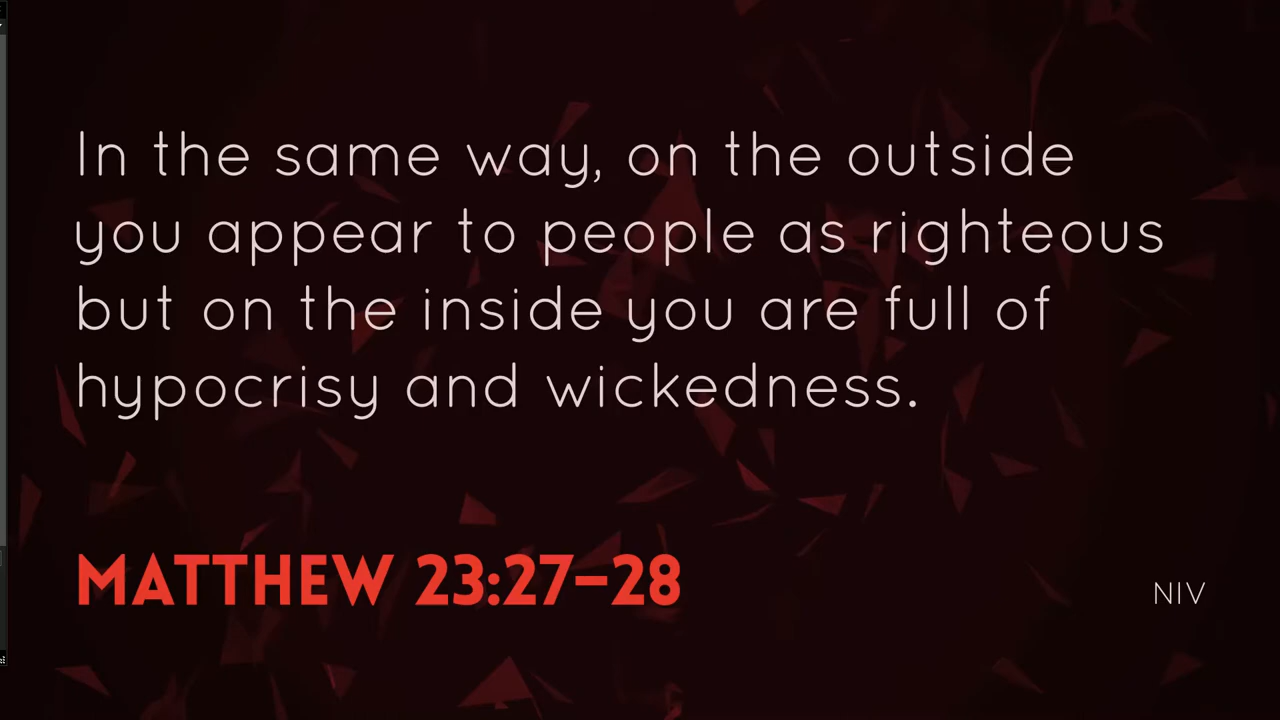 In the same way, on the outside
you appear to people as righteous
but on the inside you are full of
hypocrisy and wickedness.
MATTHEW 23:27–28
NIV